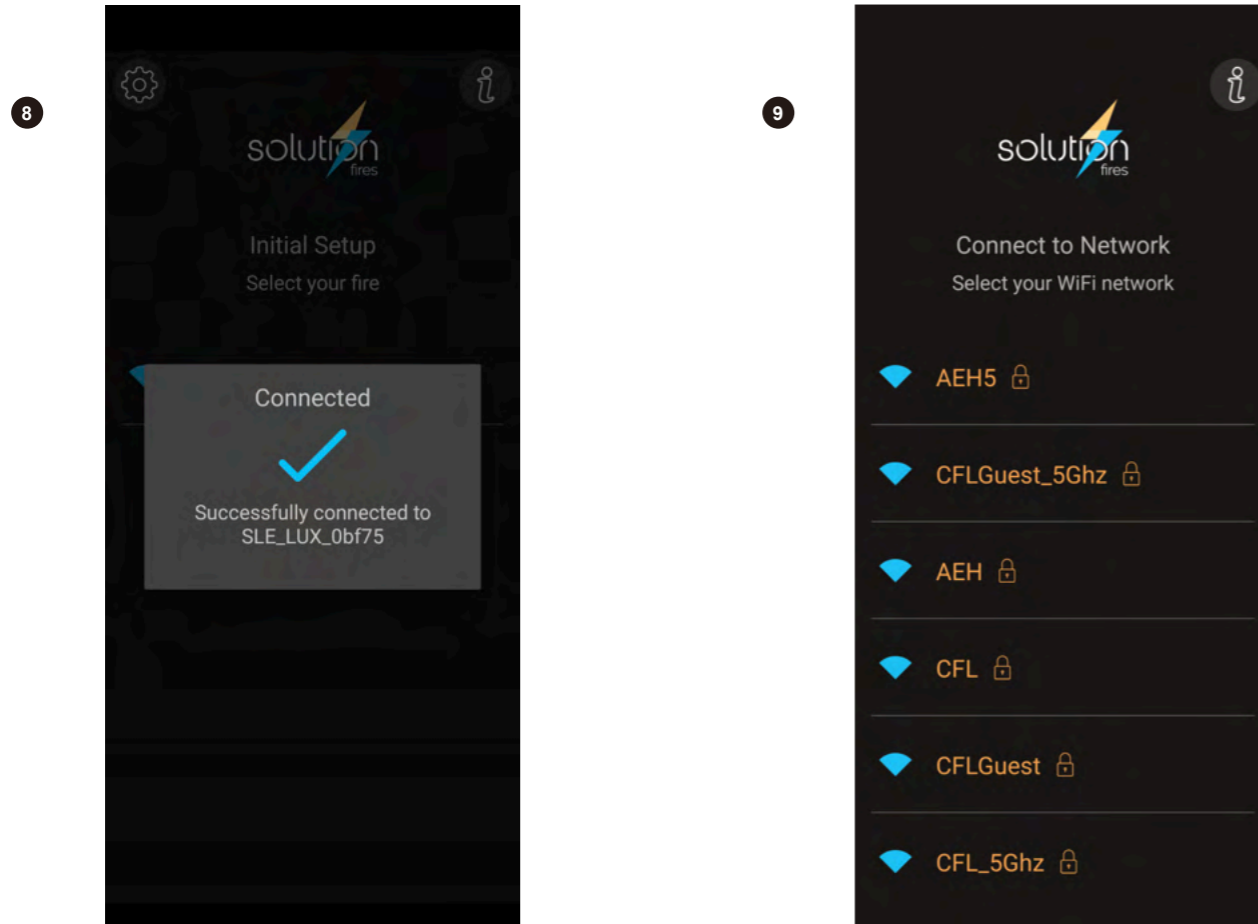 8
solution
fires
Initial Setup
Select your fire
Connected
Successfully connected to
SLE_LUX_0bf75
9
solution
fires
Connect to Network
Select your WiFi network
AEH5
CFLGuest_5Ghz
AEH
CFL
CFLGuest
CFL_5Ghz